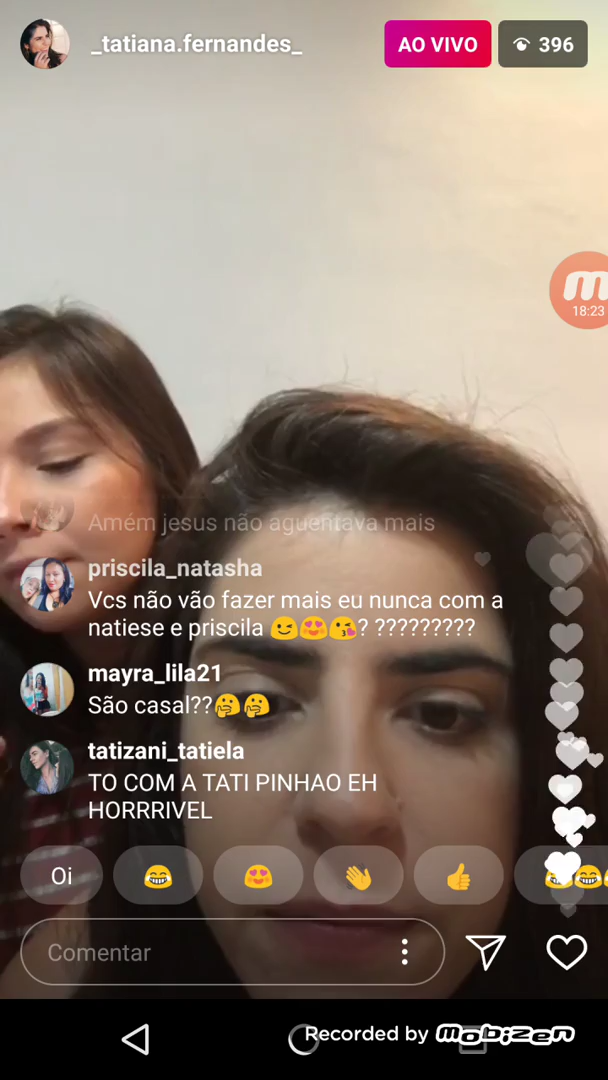 _tatiana.fernandes_
AO VIVO
396
18:23
Amém jesus não aguentava mais
priscila_natasha
Vcs não vão fazer mais eu nunca com a
natiese e priscila 😉😍😘? ?????????
mayra_lila21
São casal??🤔🤔
tatizani_tatiela
TO COM A TATI PINHAO EH
HORRRIVEL
Oi
Comentar
Recorded by mobizen